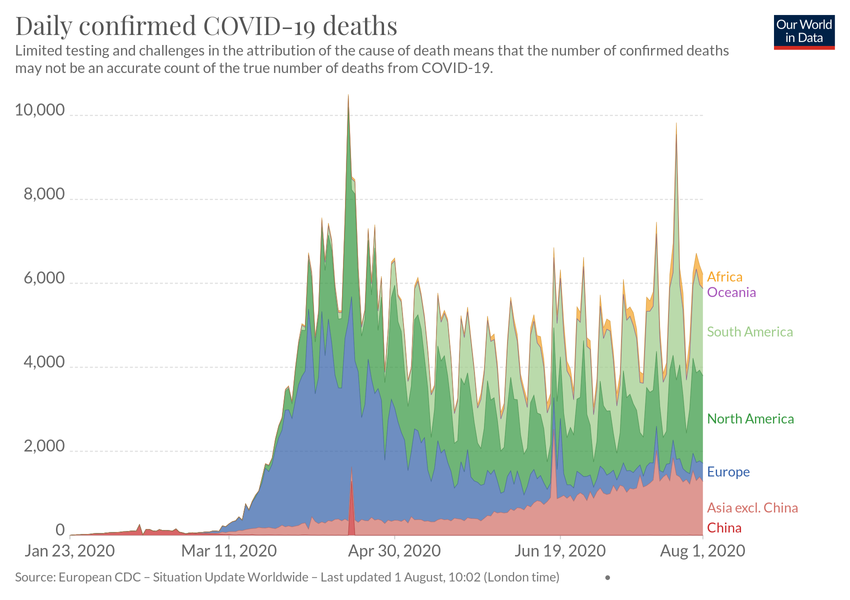 Daily confirmed COVID-19 deaths
Our World
in Data
Limited testing and challenges in the attribution of the cause of death means that the number of confirmed deaths
may not be an accurate count of the true number of deaths from COVID-19.
10,000
8,000
6,000
4,000
2,000
0
Africa
Oceania
South America
North America
Europe
Asia excl. China
China
Jan 23, 2020
Mar 11, 2020
Apr 30, 2020
Jun 19, 2020
Aug 1, 2020
Source: European CDC – Situation Update Worldwide – Last updated 1 August, 10:02 (London time)